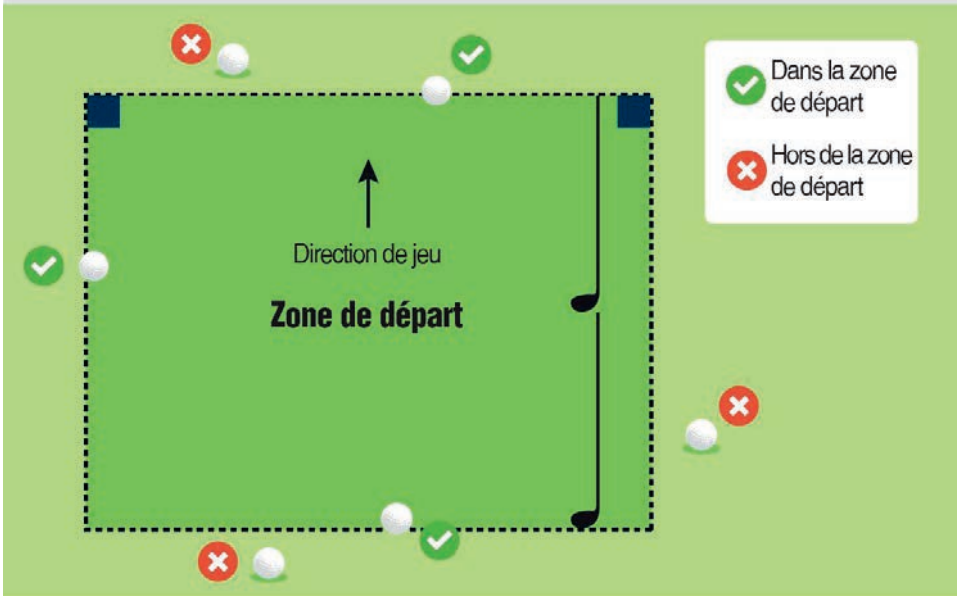 Dans la zone
de départ
Hors de la zone
de départ
Direction de jeu
Zone de départ